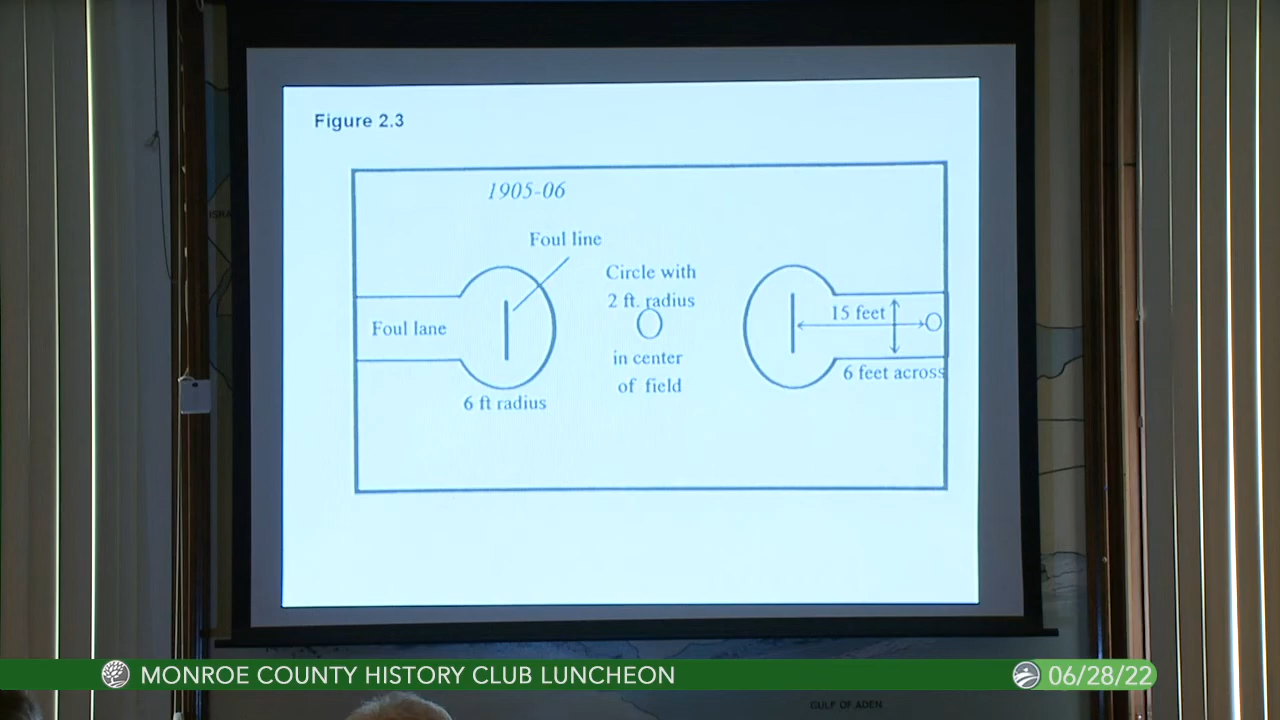 Figure 2.3
1905-06
Foul line
Circle with
2 ft. radius
in center
of field
Foul lane
6 ft radius
15 feet
6 feet across
MONROE COUNTY HISTORY CLUB LUNCHEON
06/28/22
GULF OF ADEN